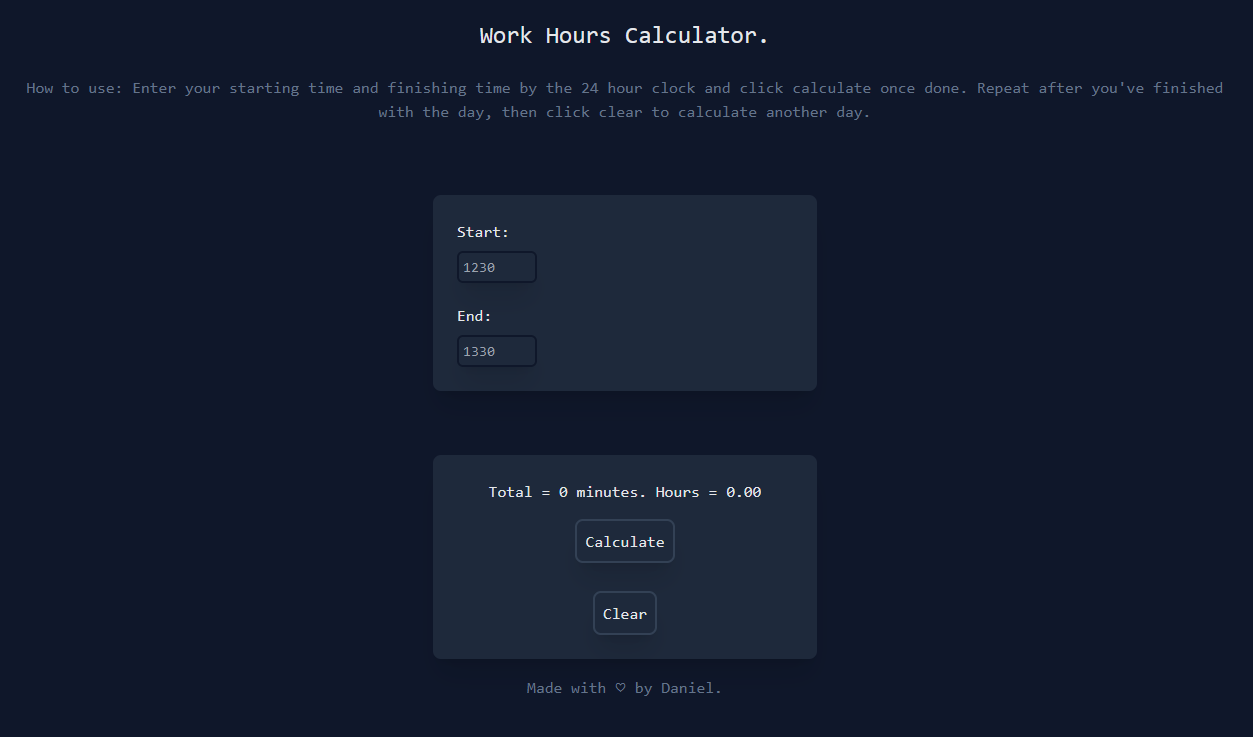 Work Hours Calculator.
How to use: Enter your starting time and finishing time by the 24 hour clock and click calculate once done. Repeat after you've finished
with the day, then click clear to calculate another day.
Start:
1230
End:
1330
Total = 0 minutes. Hours = 0.00
Calculate
Clear
Made with ♡ by Daniel.